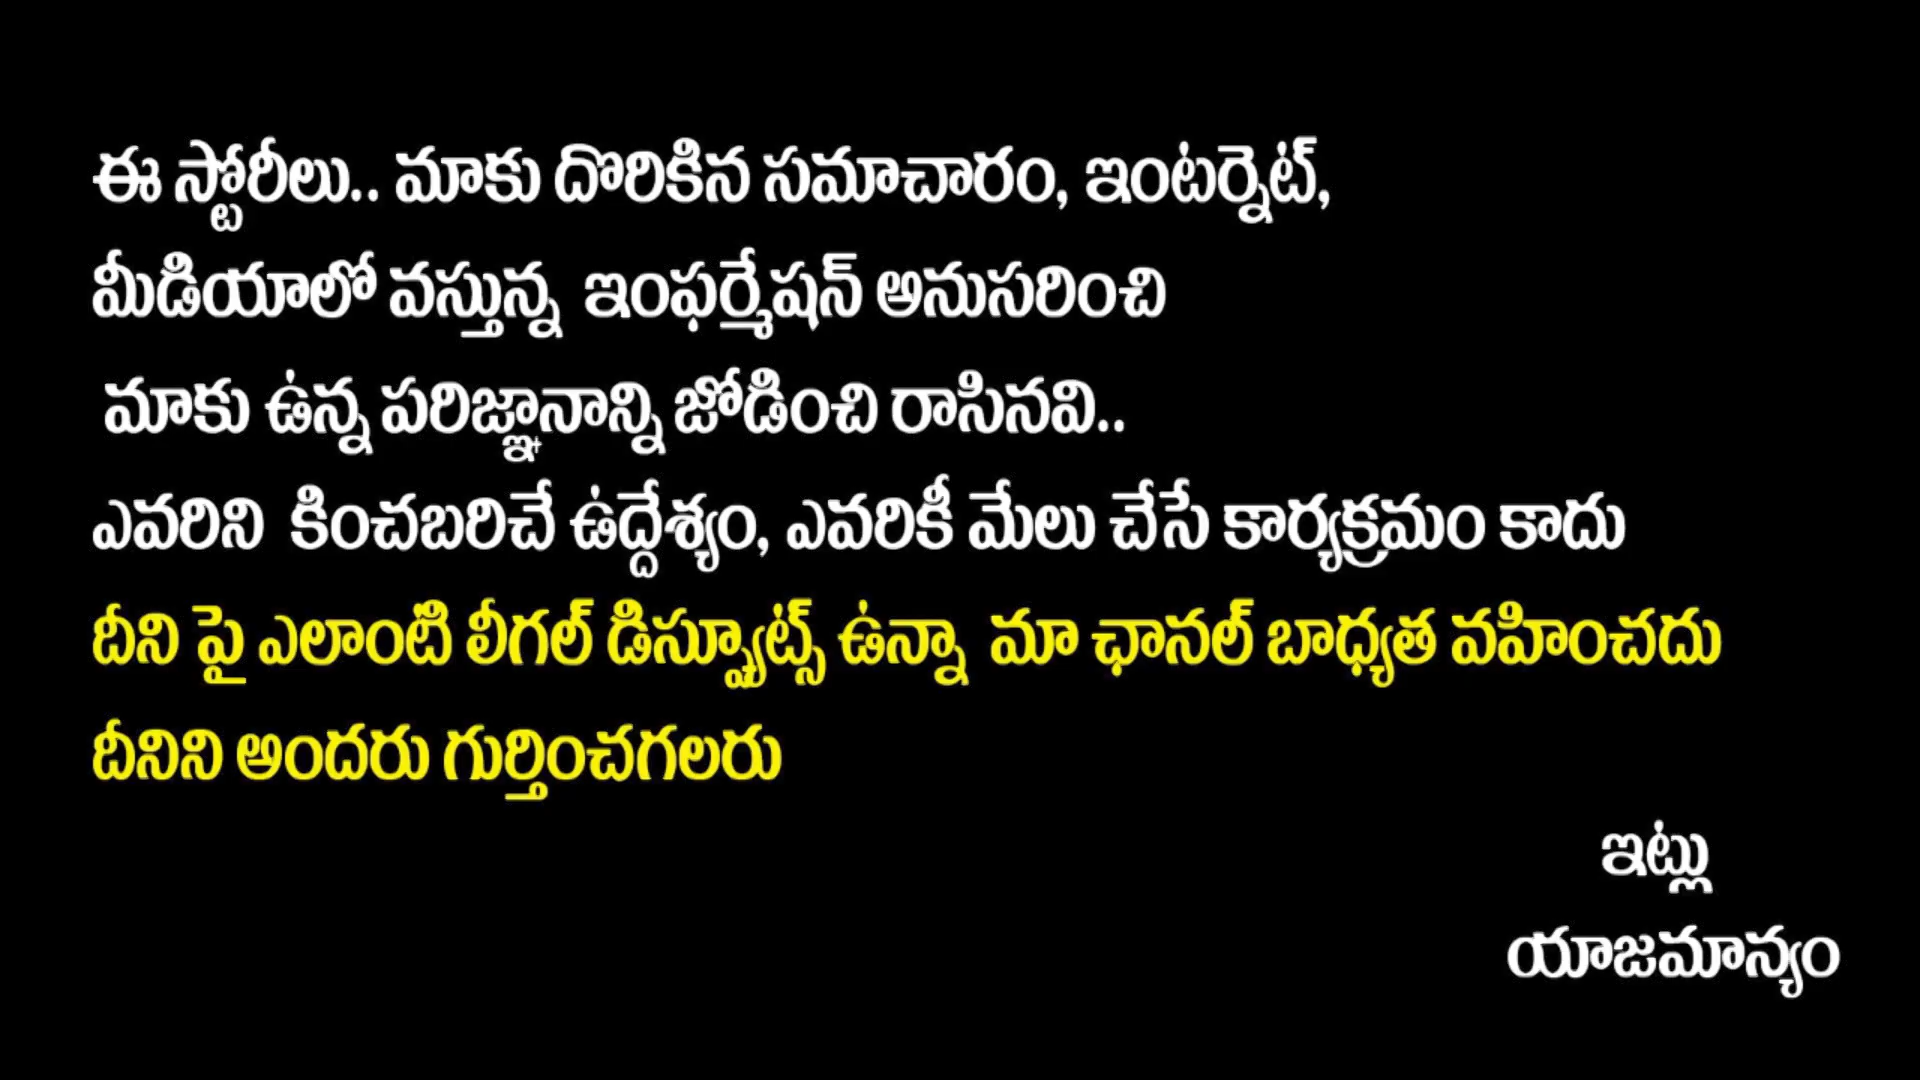 ఈ స్టోరీలు.. మాకు దొరికిన సమాచారం, ఇంటర్నెట్,
మీడియాలో వస్తున్న ఇంఫర్మేషన్ అనుసరించి
మాకు ఉన్న పరిజ్ఞానాన్ని జోడించి రాసినవి..
ఎవరిని కించబరిచే ఉద్దేశ్యం, ఎవరికీ మేలు చేసే కార్యక్రమం కాదు
దీని పై ఎలాంటి లీగల్ డిస్ప్యూట్స్ ఉన్నా మా ఛానల్ బాధ్యత వహించదు
దీనిని అందరు గుర్తించగలరు
ఇట్లు
యాజమాన్యం